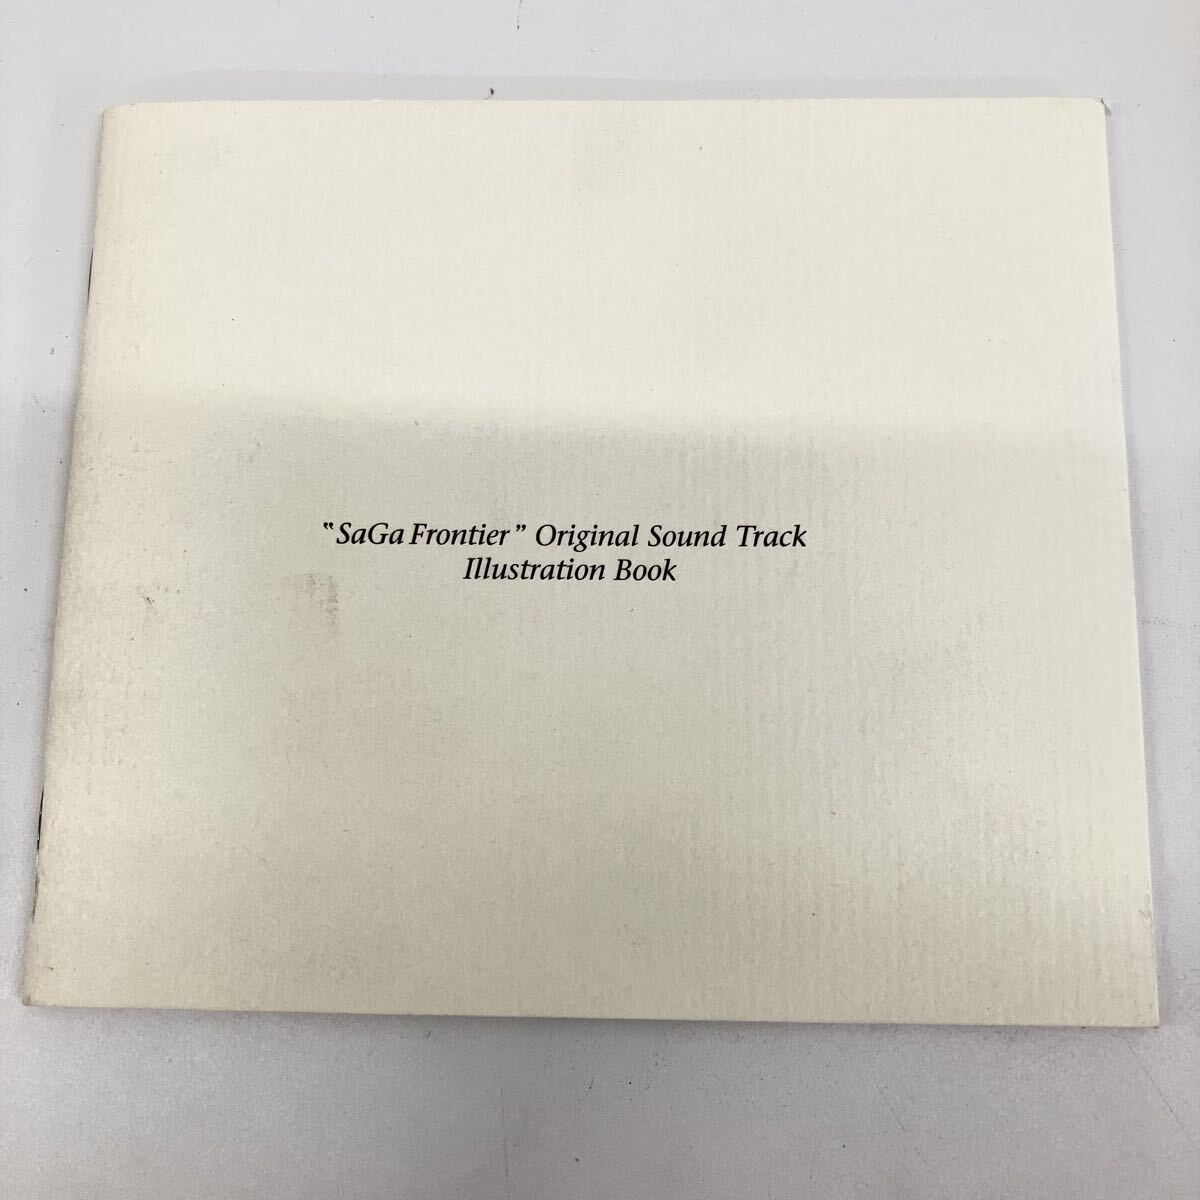 ‟SaGa Frontier” Original Sound Track
Illustration Book